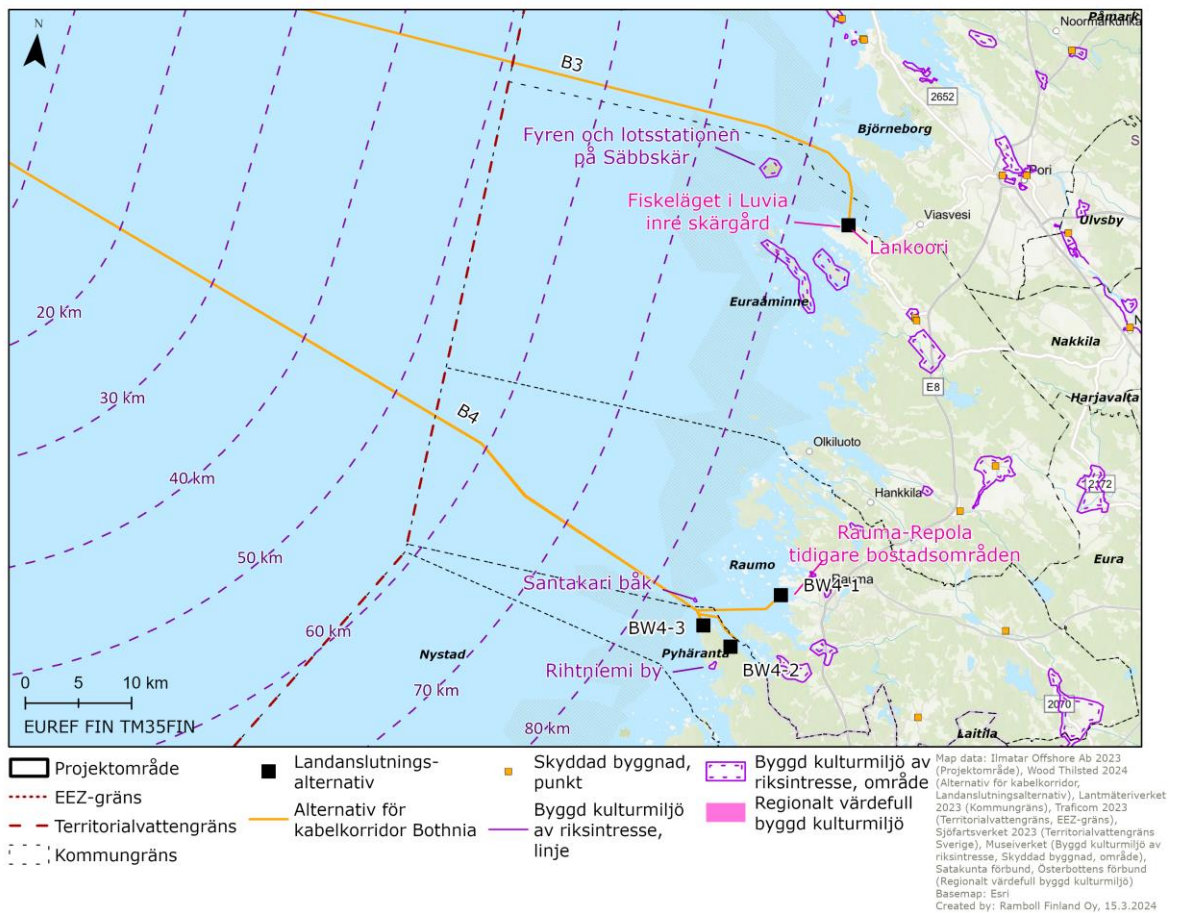 N
B3
Påmark
Noormarkunkä
2652
Björneborg
Fyren och lotsstationen
på Säbbskär
S
Pori
Fiskeläget i Luvia
inre skärgård
Viasvesi
Ulvsby
Lankoori
Euraåminne
20 km
N
Nakkila
30 km
E8
Harjavalta
B4
Olkiluoto
40 km
2172
Hankkila
Rauma-Repola
tidigare bostadsområden
50 km
Eura
Raumo
Rauma
Santakari båk
BW4-1
60 km
BW4-3
Nystad
Pyhäranta
Rihtniemi by
BW4-2
0 5 10 km
70 km
2070
EUREF FIN TM35FIN
80 km
Laitila
Projektområde
EEZ-gräns
Territorialvattengräns
Kommungräns
Landanslutnings-
alternativ
Alternativ för
kabelkorridor Bothnia
Skyddad byggnad,
punkt
Byggd kulturmiljö
av riksintresse,
linje
Byggd kulturmiljö av
riksintresse, område
Regionalt värdefull
byggd kulturmiljö
Map data: Ilmatar Offshore Ab 2023
(Projektområde), Wood Thilsted 2024
(Alternativ för kabelkorridor,
Landanslutningsalternativ), Lantmäteriverket
2023 (Kommungräns), Traficom 2023
(Territorialvattengräns, EEZ-gräns),
Sjöfartsverket 2023 (Territorialvattengräns
Sverige), Museiverket (Byggd kulturmiljö av
riksintresse, Skyddad byggnad, område),
Satakunta förbund, Österbottens förbund
(Regionalt värdefull byggd kulturmiljö)
Basemap: Esri
Created by: Ramboll Finland Oy, 15.3.2024